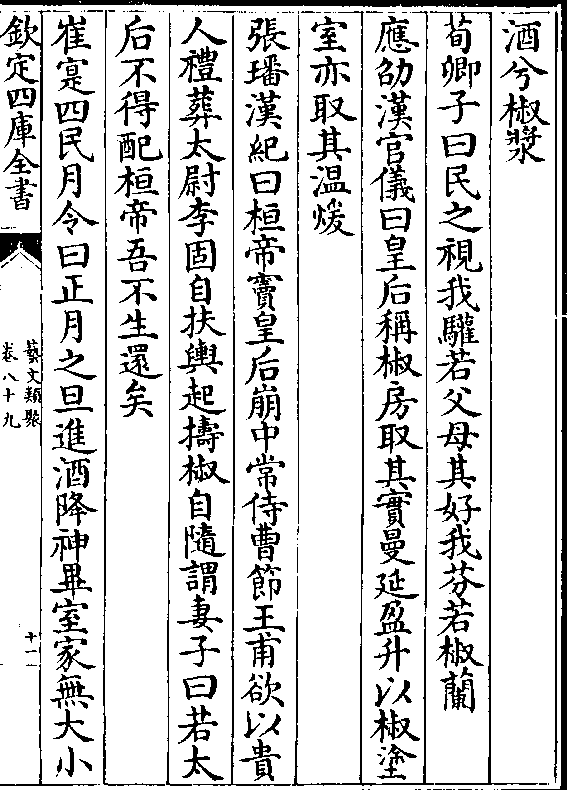 酒兮椒漿
荀卿子曰民之視我驩若父母其好我芬若椒蘭
應劭漢官儀曰皇后稱椒房取其實曼延盈升以椒塗
室亦取其温煖
張璠漢紀曰桓帝竇皇后崩中常侍曹節王甫欲以貴
人禮葬太尉李固自扶輿起擣椒自隨謂妻子曰若太
后不得配桓帝吾不生還矣
崔寔四民月令曰正月之旦進酒降神畢室家無大小
欽定四庫全書
藝文類聚
卷八十九
十二